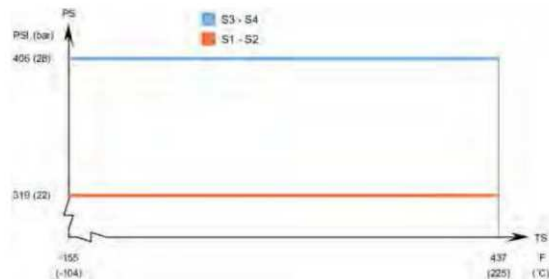 PS
PSI (bar)
S3 - S4
S1 - S2
406 (28)
319 (22)
TS
-155
(-104)
437
(225)
F
(°C)